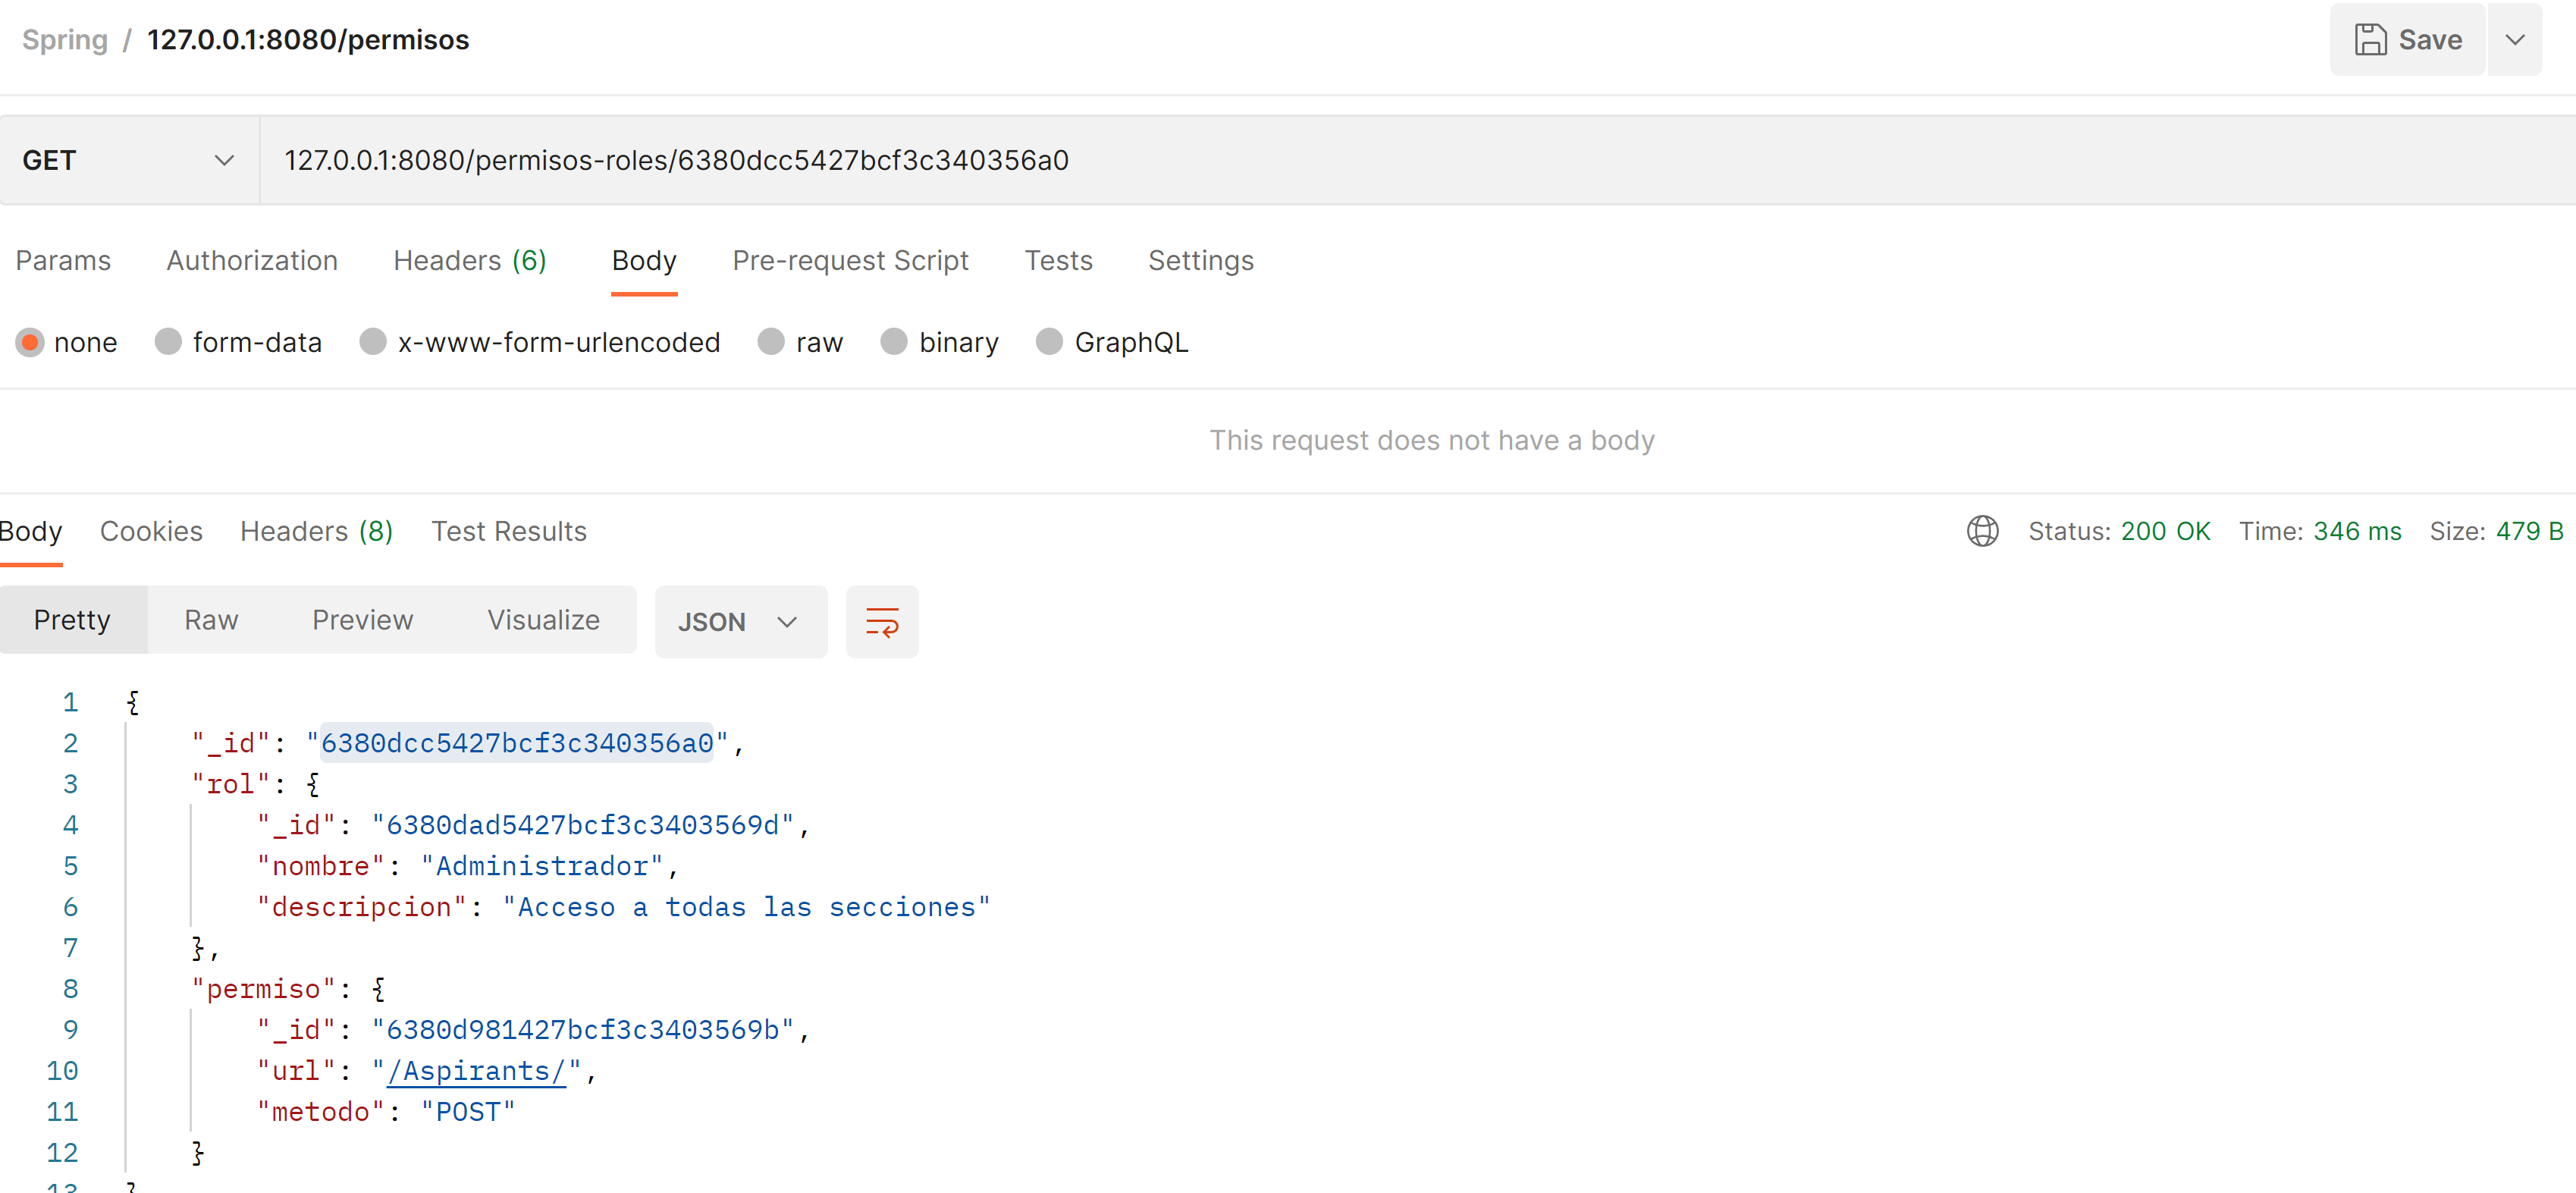 Spring / 127.0.0.1:8080/permisos
Save
GET
127.0.0.1:8080/permisos-roles/6380dcc5427bcf3c340356a0
Params Authorization Headers (6) Body Pre-request Script Tests Settings
none form-data x-www-form-urlencoded raw binary GraphQL
This request does not have a body
Body Cookies Headers (8) Test Results
Status: 200 OK Time: 346 ms Size: 479 B
Pretty Raw Preview Visualize JSON
1 {
2 "_id": "6380dcc5427bcf3c340356a0",
3 "rol": {
4 "_id": "6380dad5427bcf3c3403569d",
5 "nombre": "Administrador",
6 "descripcion": "Acceso a todas las secciones"
7 },
8 "permiso": {
9 "_id": "6380d981427bcf3c3403569b",
10 "url": "/Aspirants/",
11 "metodo": "POST"
12 }
13 }